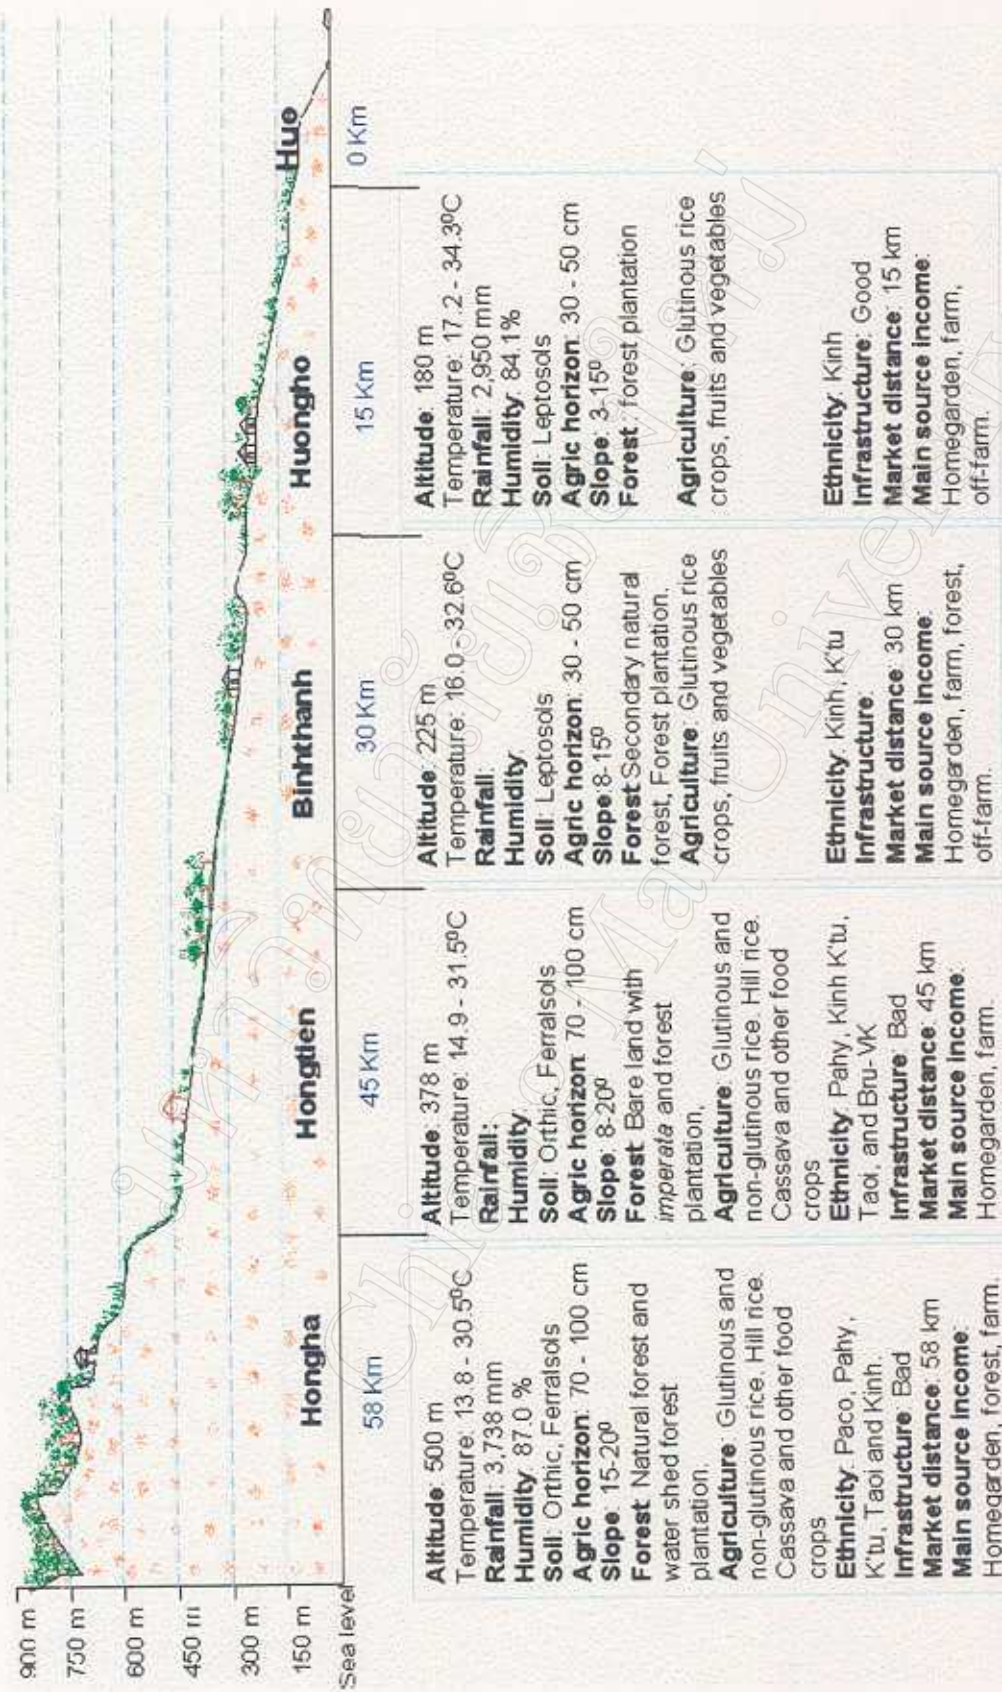 900 m
750 m
600 m
450 m
300 m
150 m
Sea level
Hongha
Hongtien
Binhthanh
Huongho
Huo
58 Km
45 Km
30 Km
15 Km
0 Km
Altitude: 500 m
Temperature: 13.8 - 30.5⁰C
Rainfall: 3,738 mm
Humidity: 87.0 %
Soil: Orthic, Ferralsols
Agric horizon: 70 - 100 cm
Slope: 15-20⁰
Forest: Natural forest and
water shed forest
plantation.
Agriculture: Glutinous and
non-glutinous rice. Hill rice.
Cassava and other food
crops
Ethnicity: Paco, Pahy,
K'tu, Taoi and Kinh.
Infrastructure: Bad
Market distance: 58 km
Main source income:
Homegarden, forest, farm.
Altitude: 378 m
Temperature: 14.9 - 31.5⁰C
Rainfall:
Humidity
Soil: Orthic, Ferralsols
Agric horizon: 70 - 100 cm
Slope: 8-20⁰
Forest: Bare land with
imperata and forest
plantation,
Agriculture: Glutinous and
non-glutinous rice. Hill rice.
Cassava and other food
crops
Ethnicity: Pahy, Kinh K'tu,
Taoi, and Bru-VK
Infrastructure: Bad
Market distance: 45 km
Main source income:
Homegarden, farm.
Altitude: 225 m
Temperature: 16.0 - 32.6⁰C
Rainfall:
Humidity:
Soil: Leptosols
Agric horizon: 30 - 50 cm
Slope: 8-15⁰
Forest: Secondary natural
forest, Forest plantation.
Agriculture: Glutinous rice
crops, fruits and vegetables
Ethnicity: Kinh, K'tu
Infrastructure:
Market distance: 30 km
Main source income:
Homegarden, farm, forest,
off-farm.
Altitude: 180 m
Temperature: 17.2 - 34.3⁰C
Rainfall: 2,950 mm
Humidity: 84.1%
Soil: Leptosols
Agric horizon: 30 - 50 cm
Slope: 3-15⁰
Forest: forest plantation
Agriculture: Glutinous rice
crops, fruits and vegetables
Ethnicity: Kinh
Infrastructure: Good
Market distance: 15 km
Main source income:
Homegarden, farm,
off-farm.